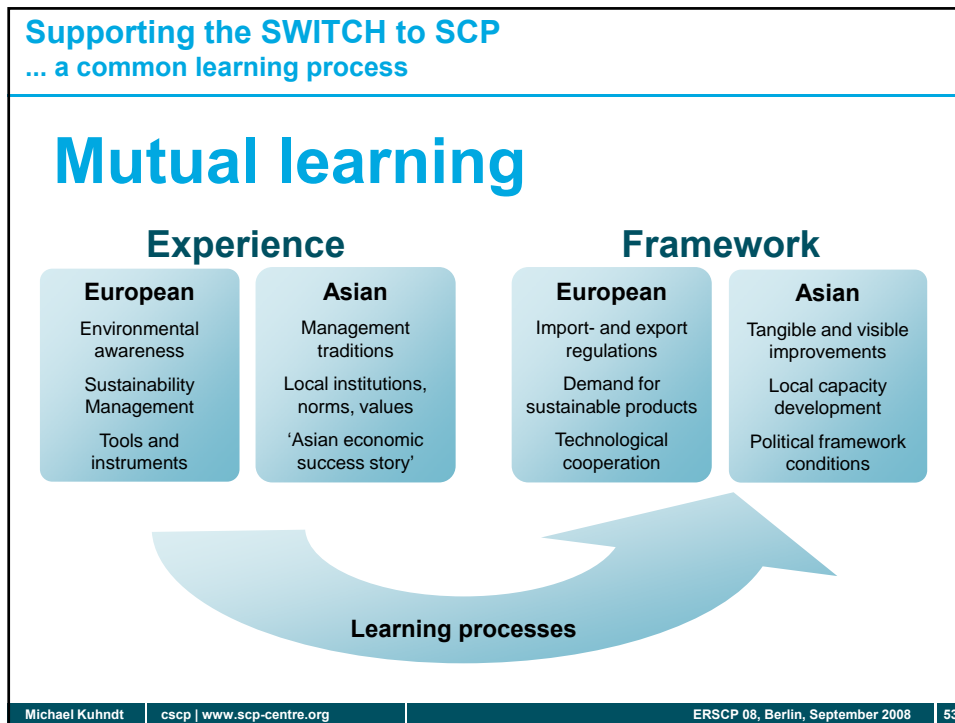 Supporting the SWITCH to SCP
... a common learning process
Mutual learning
Experience
European
Environmental
awareness
Sustainability
Management
Tools and
instruments
Asian
Management
traditions
Local institutions,
norms, values
‘Asian economic
success story’
Framework
European
Import- and export
regulations
Demand for
sustainable products
Technological
cooperation
Asian
Tangible and visible
improvements
Local capacity
development
Political framework
conditions
Learning processes
Michael Kuhndt cscp | www.scp-centre.org ERSCP 08, Berlin, September 2008 53